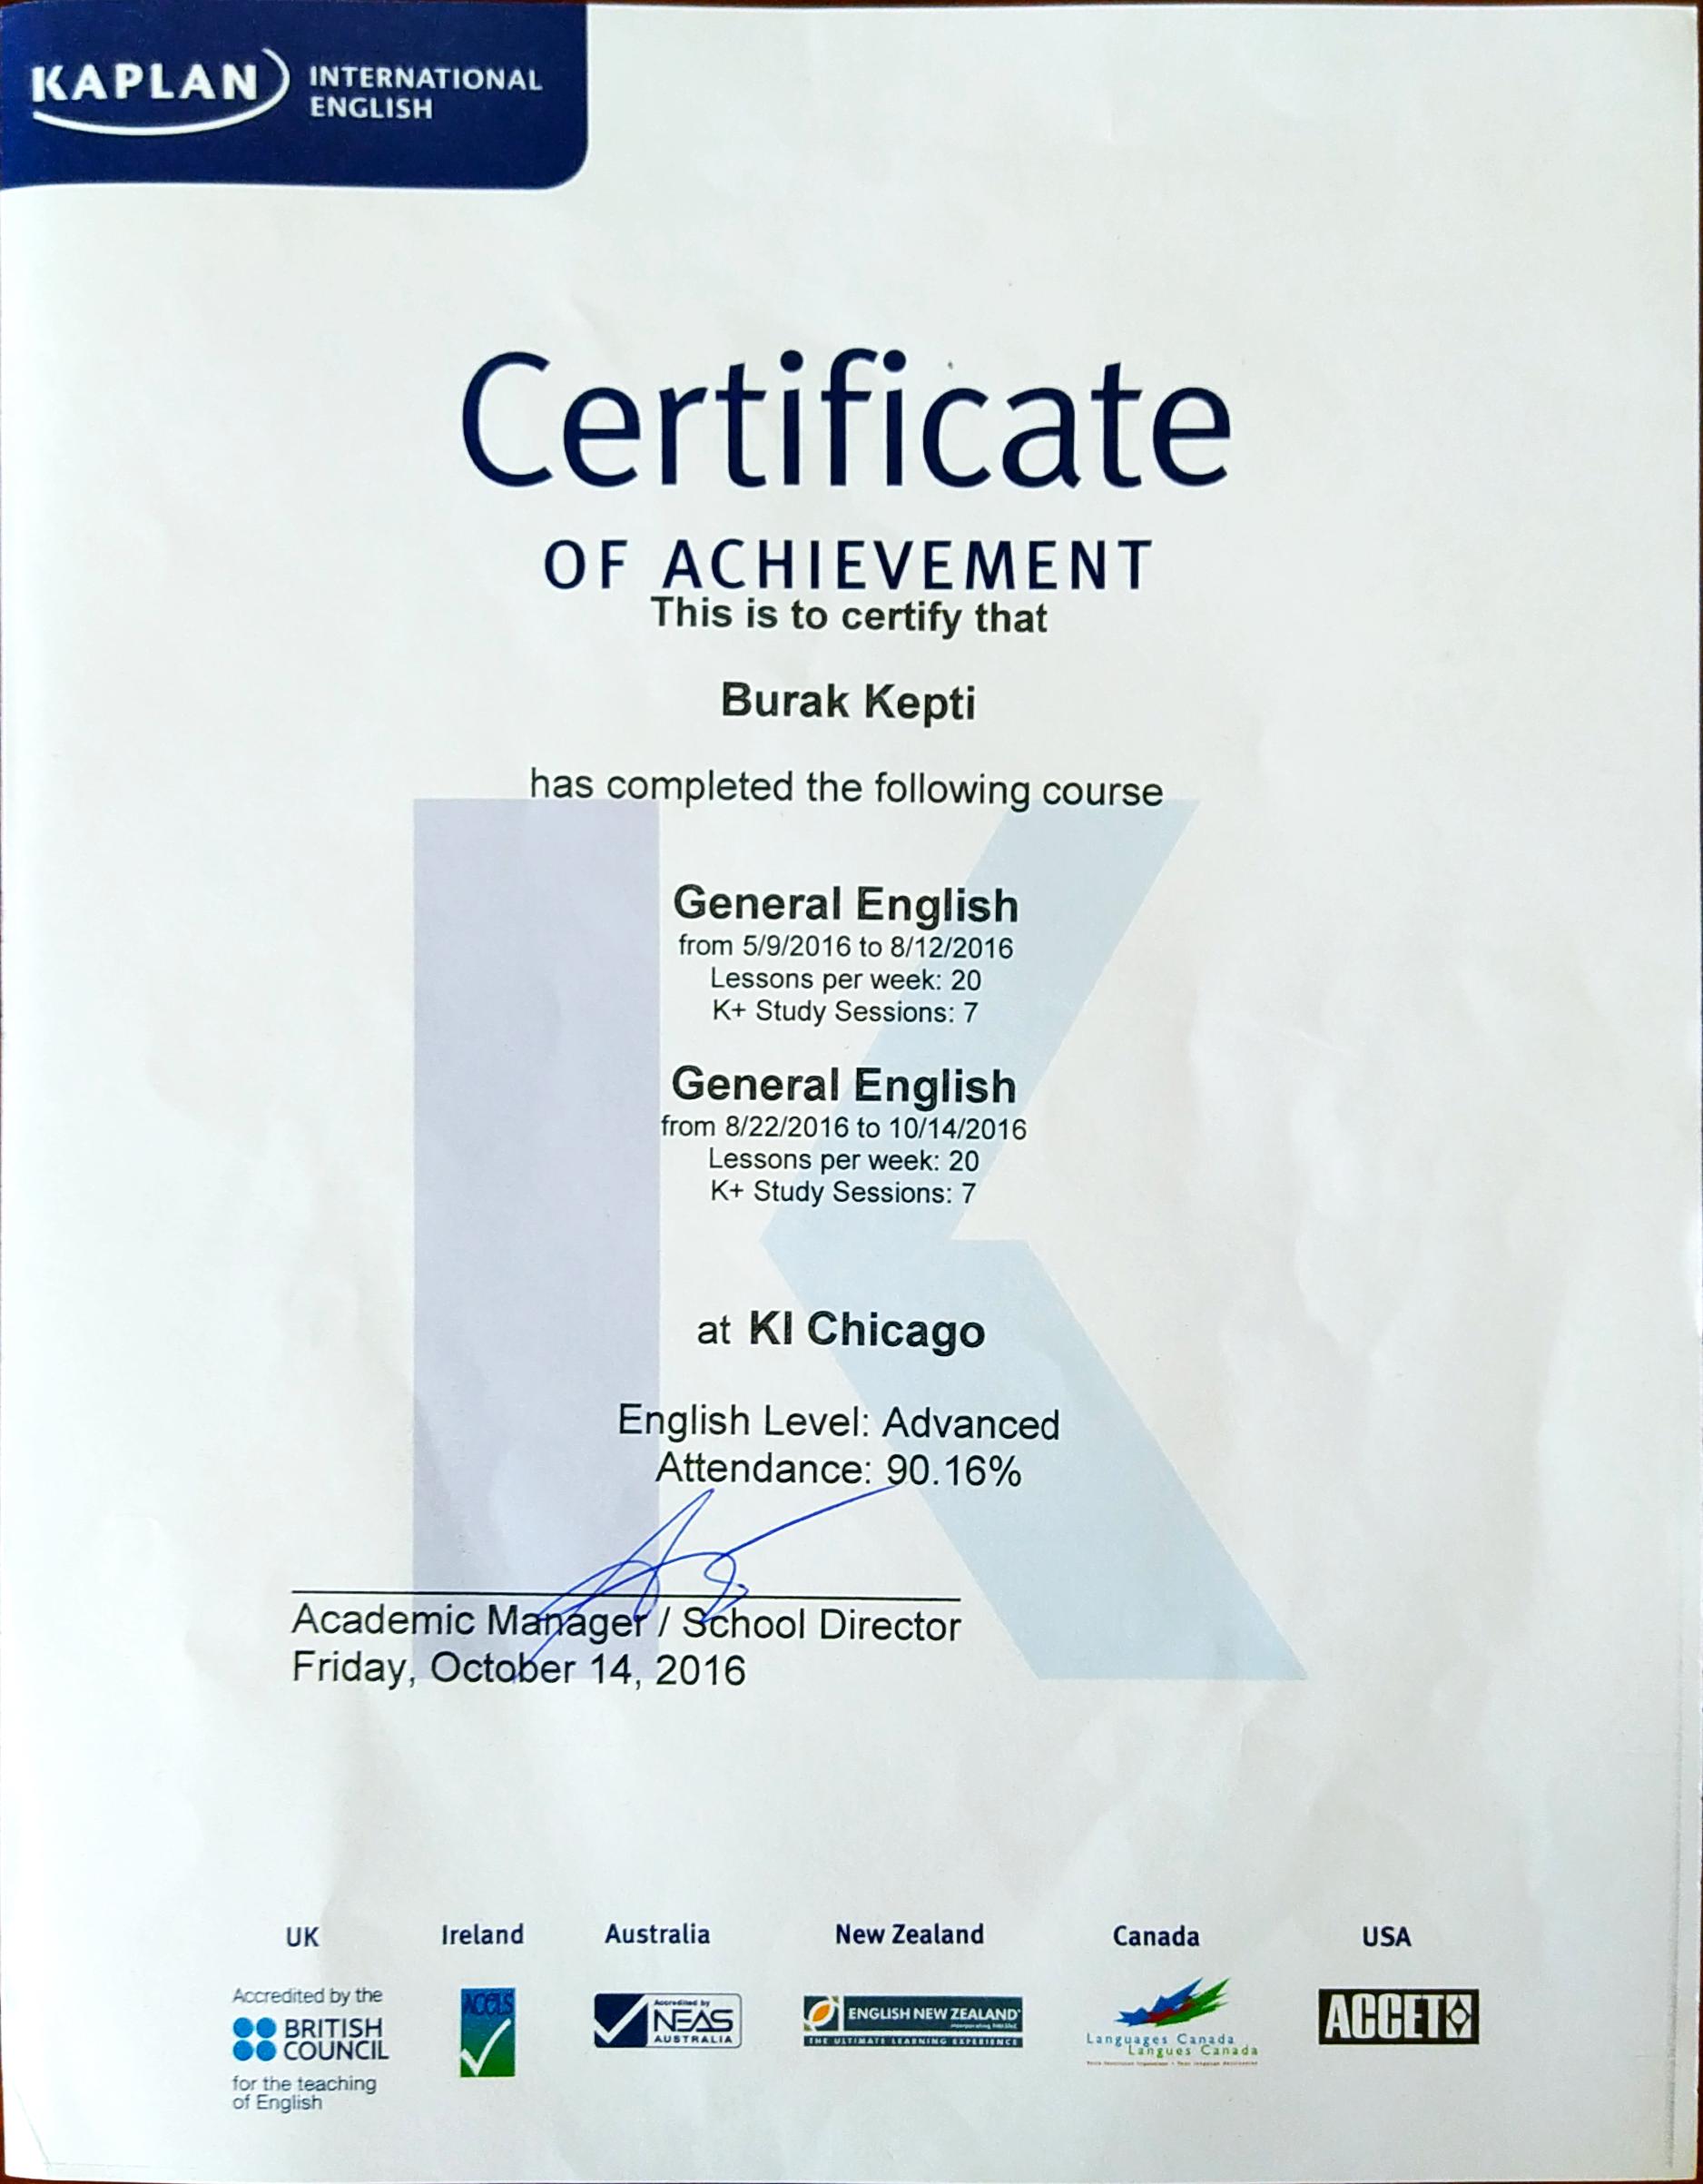 KAPLAN INTERNATIONAL
ENGLISH
Certificate
OF ACHIEVEMENT
This is to certify that
Burak Kepti
has completed the following course
General English
from 5/9/2016 to 8/12/2016
Lessons per week: 20
K+ Study Sessions: 7
General English
from 8/22/2016 to 10/14/2016
Lessons per week: 20
K+ Study Sessions: 7
at KI Chicago
English Level: Advanced
Attendance: 90.16%
Academic Manager / School Director
Friday, October 14, 2016
UK
Accredited by the
BRITISH
COUNCIL
for the teaching
of English
Ireland
ACELS
Australia
Accredited by
NEAS
AUSTRALIA
New Zealand
ENGLISH NEW ZEALAND
THE ULTIMATE LEARNING EXPERIENCE
Canada
Languages Canada
Langues Canada
USA
ACCET